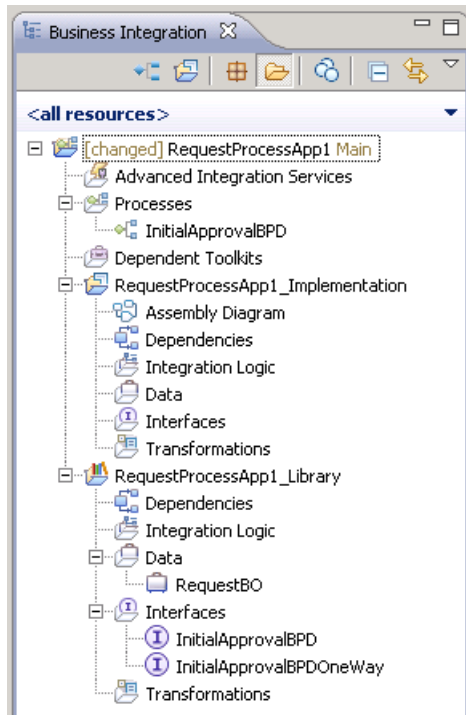 Business Integration
<all resources>
[changed] RequestProcessApp1 Main
Advanced Integration Services
Processes
InitialApprovalBPD
Dependent Toolkits
RequestProcessApp1_Implementation
Assembly Diagram
Dependencies
Integration Logic
Data
Interfaces
Transformations
RequestProcessApp1_Library
Dependencies
Integration Logic
Data
RequestBO
Interfaces
InitialApprovalBPD
InitialApprovalBPDOneWay
Transformations